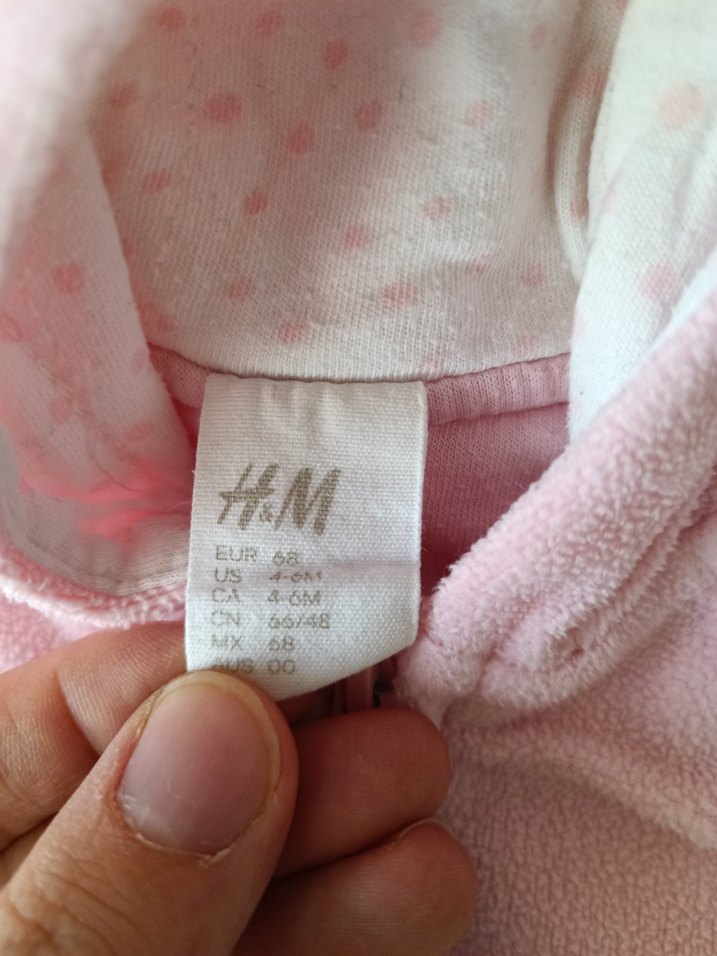 H&M
EUR 68
US 4-6M
CA 4-6M
CN 66/48
MX 68
AUS 00